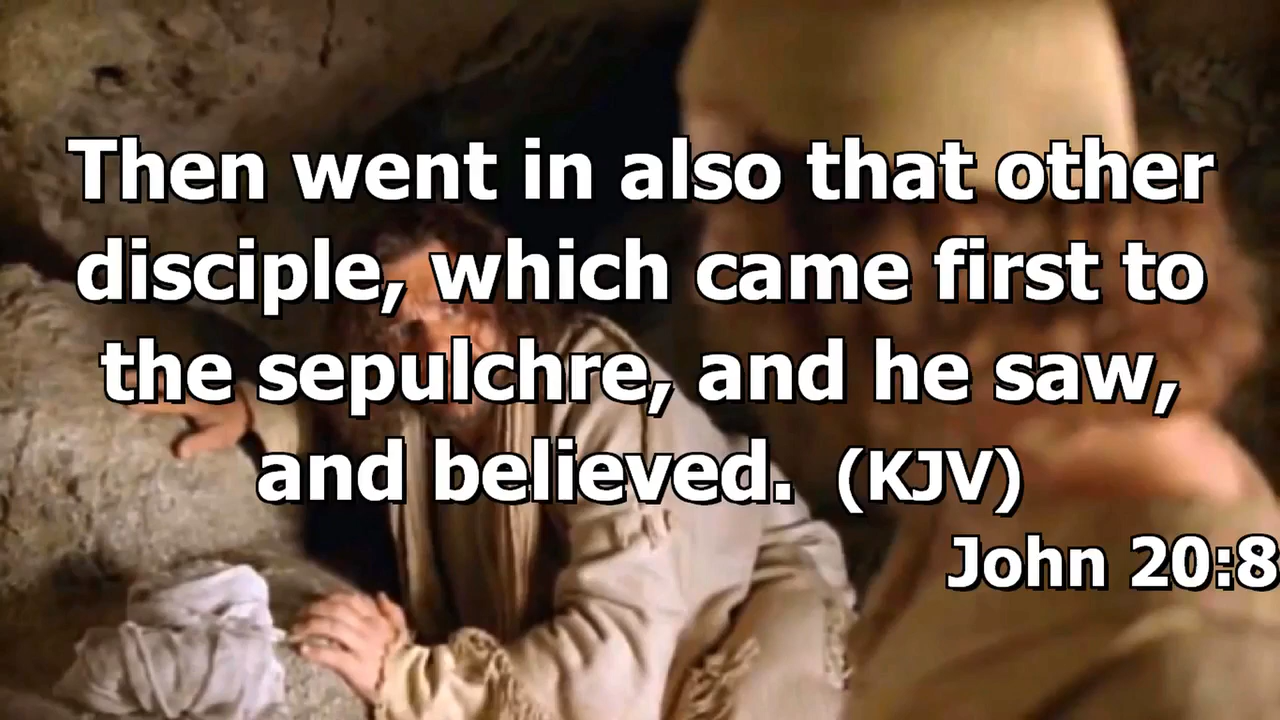 Then went in also that other
disciple, which came first to
the sepulchre, and he saw,
and believed. (KJV)
John 20:8